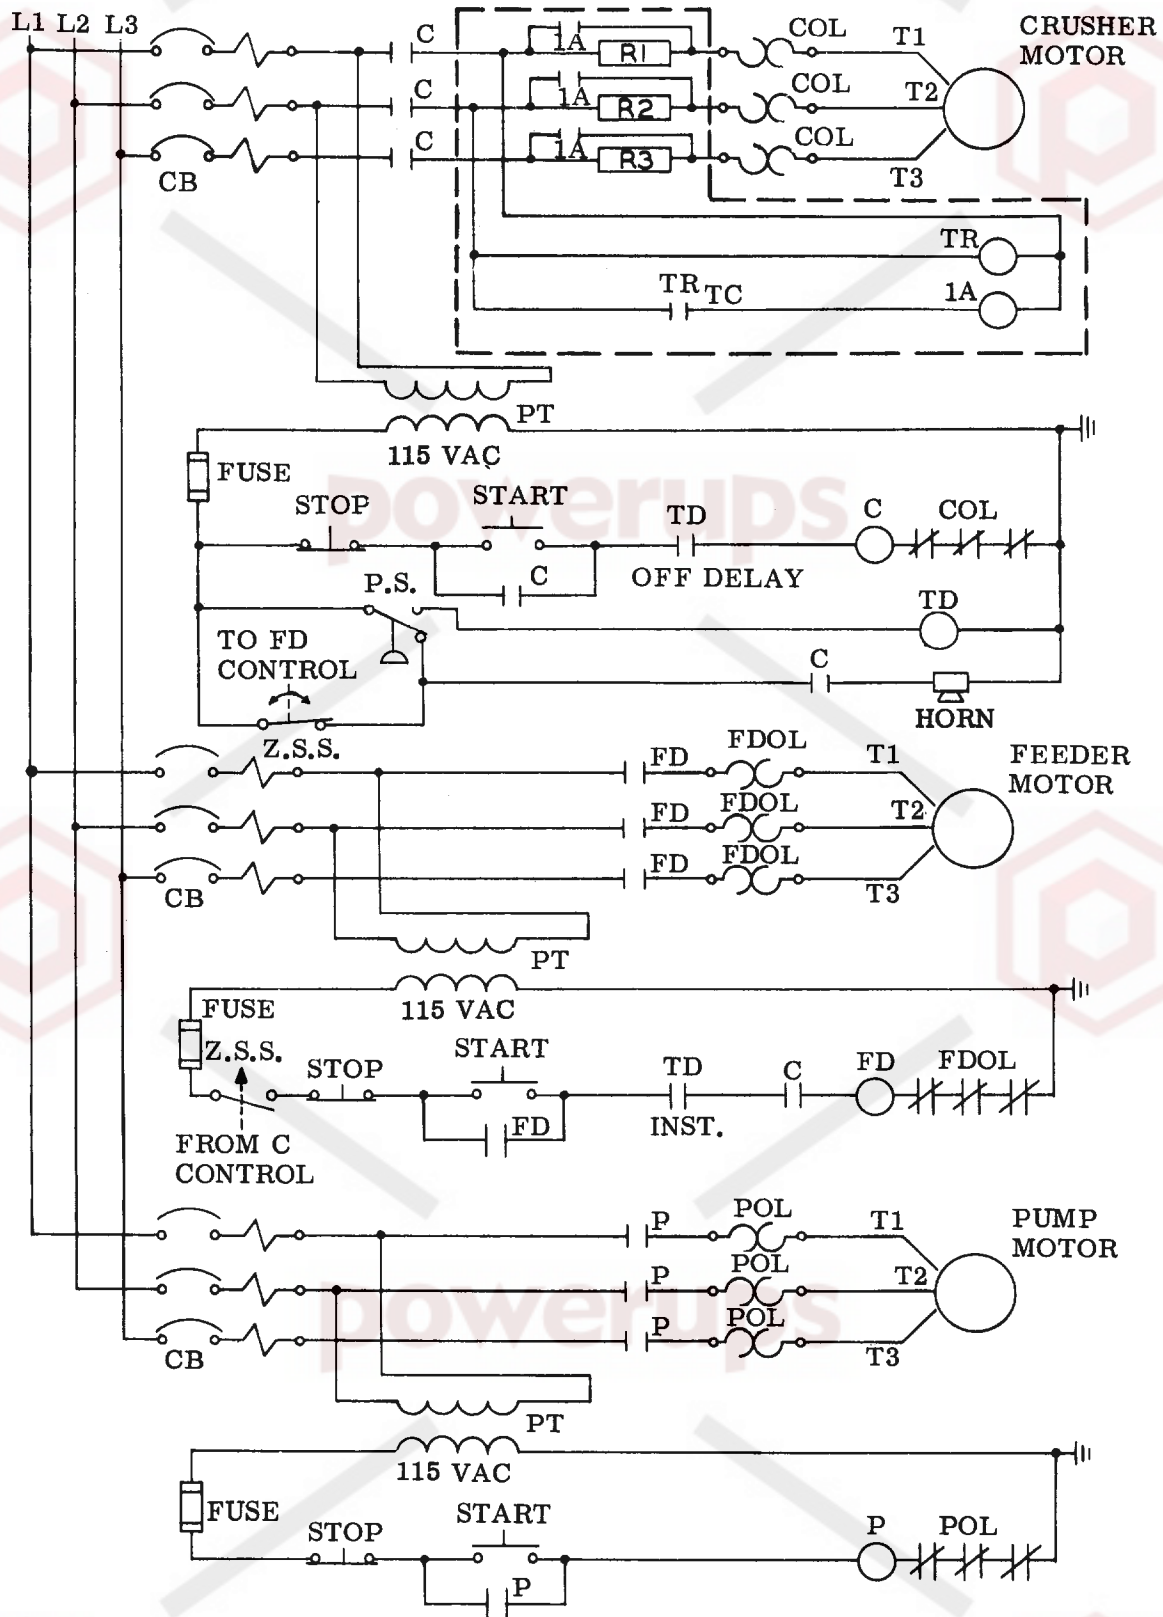 L1 L2 L3
C
1A
R1
COL
T1
CRUSHER
MOTOR
C
1A
R2
COL
T2
C
1A
R3
COL
T3
CB
TR
TR TC
1A
PT
115 VAC
FUSE
STOP
START
TD
OFF DELAY
C
COL
C
P.S.
TD
TO FD
CONTROL
C
HORN
Z.S.S.
powerups
FD
FDOL
T1
FEEDER
MOTOR
FD
FDOL
T2
FD
FDOL
T3
CB
PT
115 VAC
FUSE
Z.S.S.
STOP
START
TD
INST.
C
FD
FDOL
FD
FROM C
CONTROL
P
POL
T1
PUMP
MOTOR
P
POL
T2
P
POL
T3
CB
powerups
PT
115 VAC
FUSE
STOP
START
P
POL
P